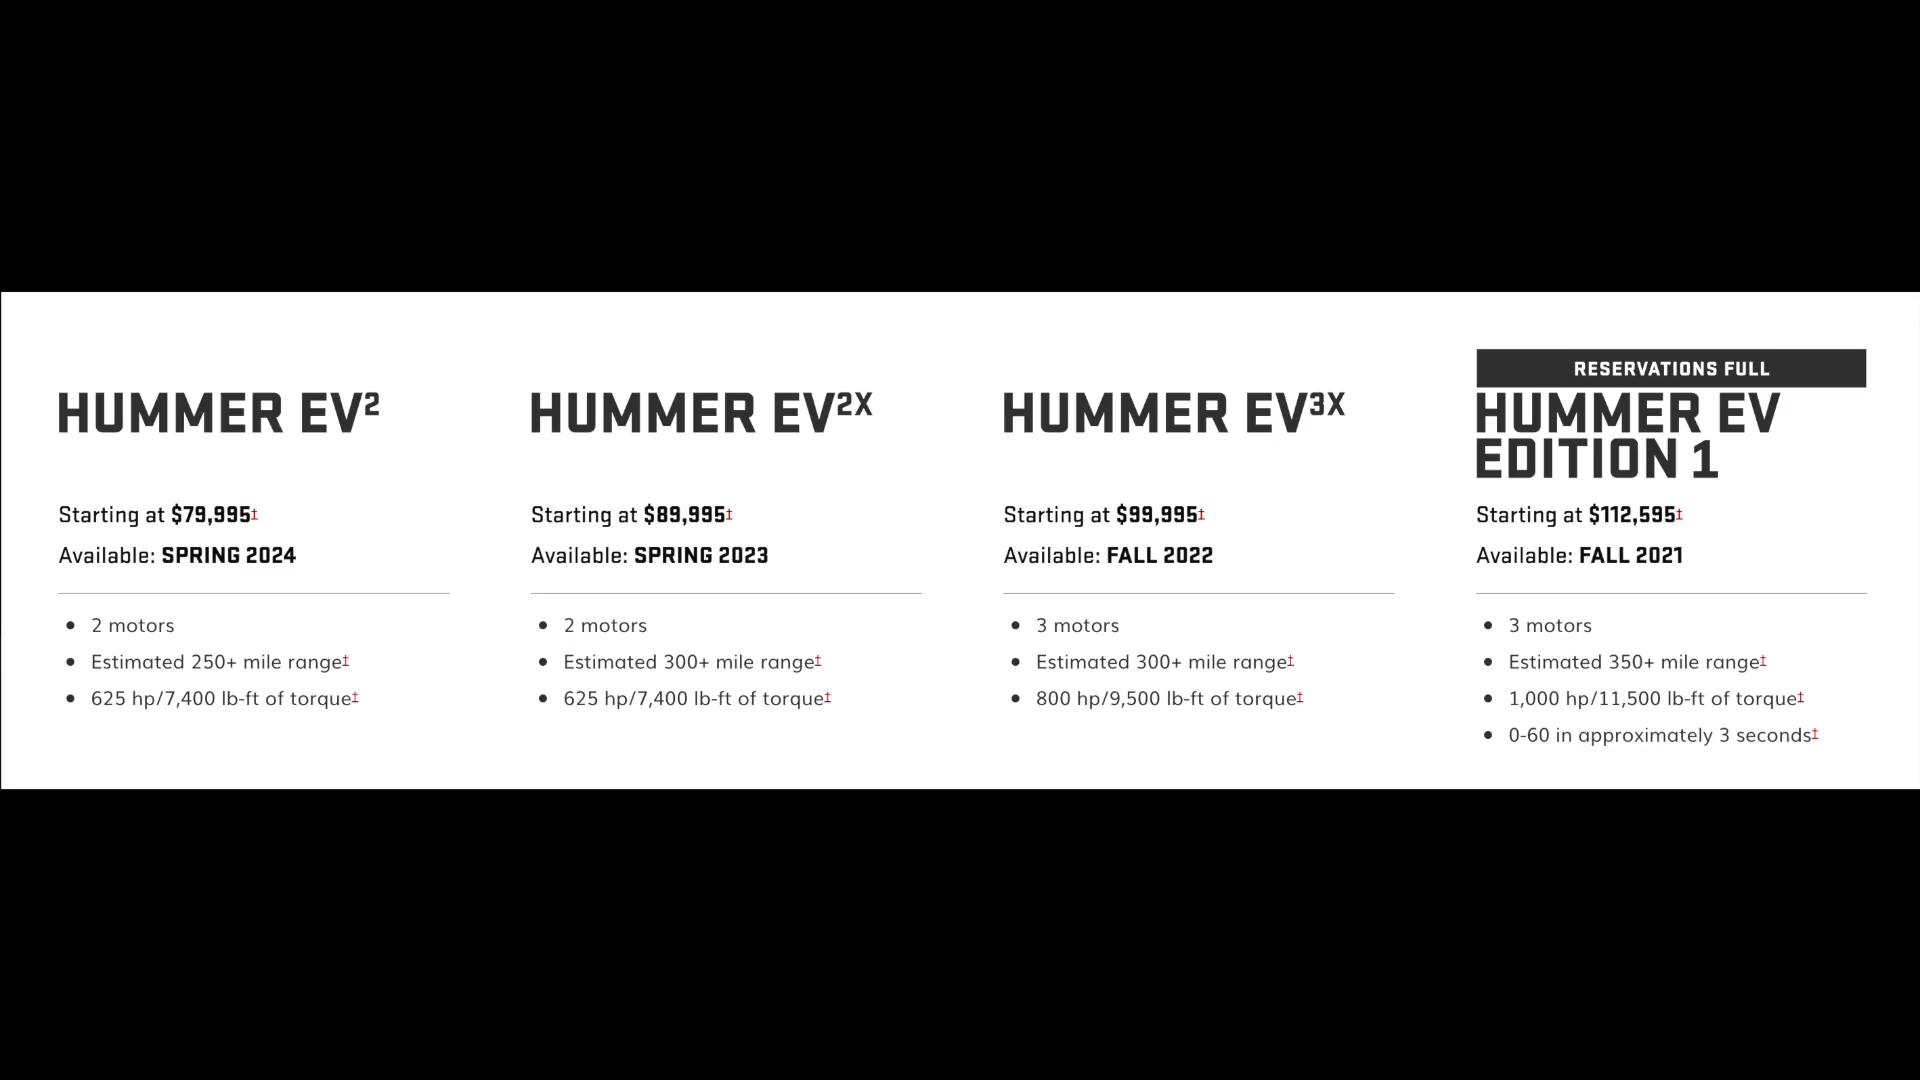 HUMMER EV²
Starting at $79,995‡
Available: SPRING 2024
• 2 motors
• Estimated 250+ mile range‡
• 625 hp/7,400 lb-ft of torque‡
HUMMER EV²ˣ
Starting at $89,995‡
Available: SPRING 2023
• 2 motors
• Estimated 300+ mile range‡
• 625 hp/7,400 lb-ft of torque‡
HUMMER EV³ˣ
Starting at $99,995‡
Available: FALL 2022
• 3 motors
• Estimated 300+ mile range‡
• 800 hp/9,500 lb-ft of torque‡
RESERVATIONS FULL
HUMMER EV
EDITION 1
Starting at $112,595‡
Available: FALL 2021
• 3 motors
• Estimated 350+ mile range‡
• 1,000 hp/11,500 lb-ft of torque‡
• 0-60 in approximately 3 seconds‡